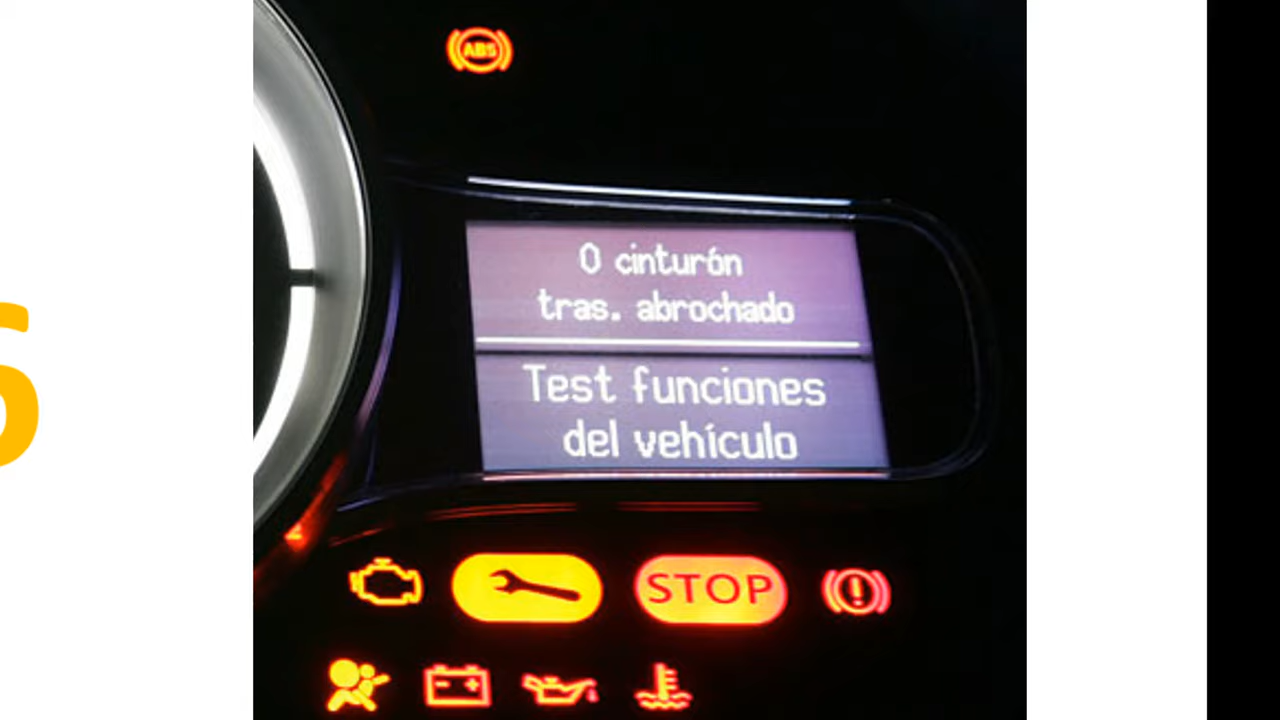 ABS
0 cinturón
tras. abrochado
Test funciones
del vehículo
STOP